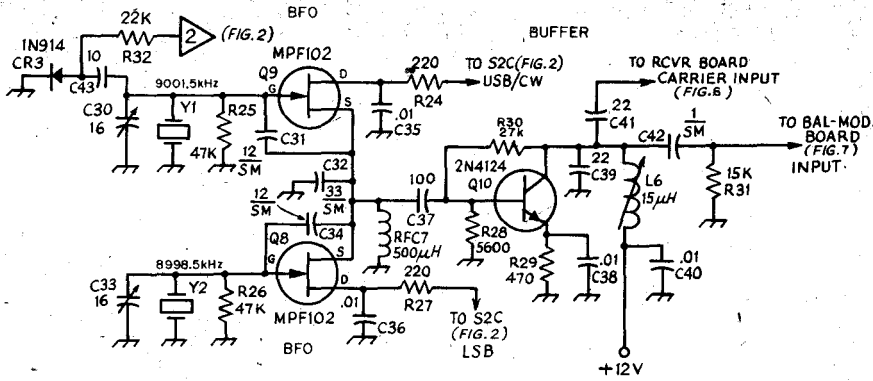 BFO
BUFFER
22K
R32
2
(FIG.2)
1N914
CR3
10
C43
MPF102
220
R24
TO S2C(FIG.2)
USB/CW
TO RCVR BOARD
CARRIER INPUT
(FIG.6)
9001.5kHz
Q9
G
D
S
C30
16
Y1
R25
47K
C31
12
SM
.01
C35
R30
27K
22
C41
C42
1
SM
TO BAL-MOD.
BOARD
(FIG.7)
INPUT
C32
33
SM
2N4124
Q10
22
C39
L6
15µH
15K
R31
12
SM
C34
100
C37
R28
5600
Q8
G
S
D
RFC7
500µH
R29
470
.01
C38
.01
C40
8998.5kHz
C33
16
Y2
R26
47K
MPF102
BFO
.01
C36
220
R27
TO S2C
(FIG.2)
LSB
+12V